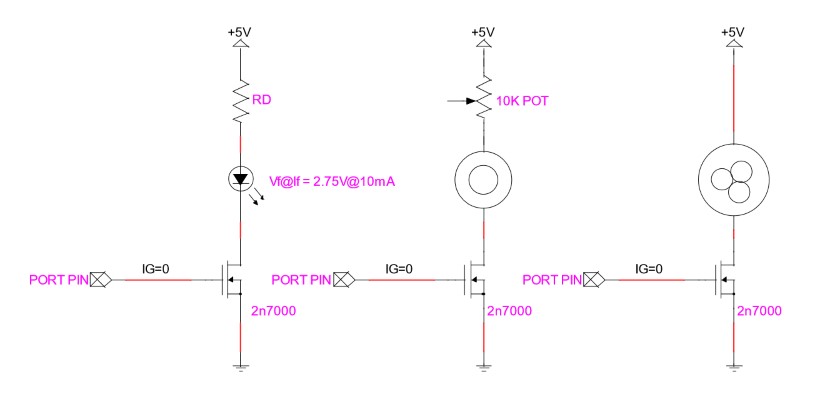 +5V
+5V
+5V
RD
10K POT
Vf@If = 2.75V@10mA
IG=0
IG=0
IG=0
PORT PIN
PORT PIN
PORT PIN
2n7000
2n7000
2n7000